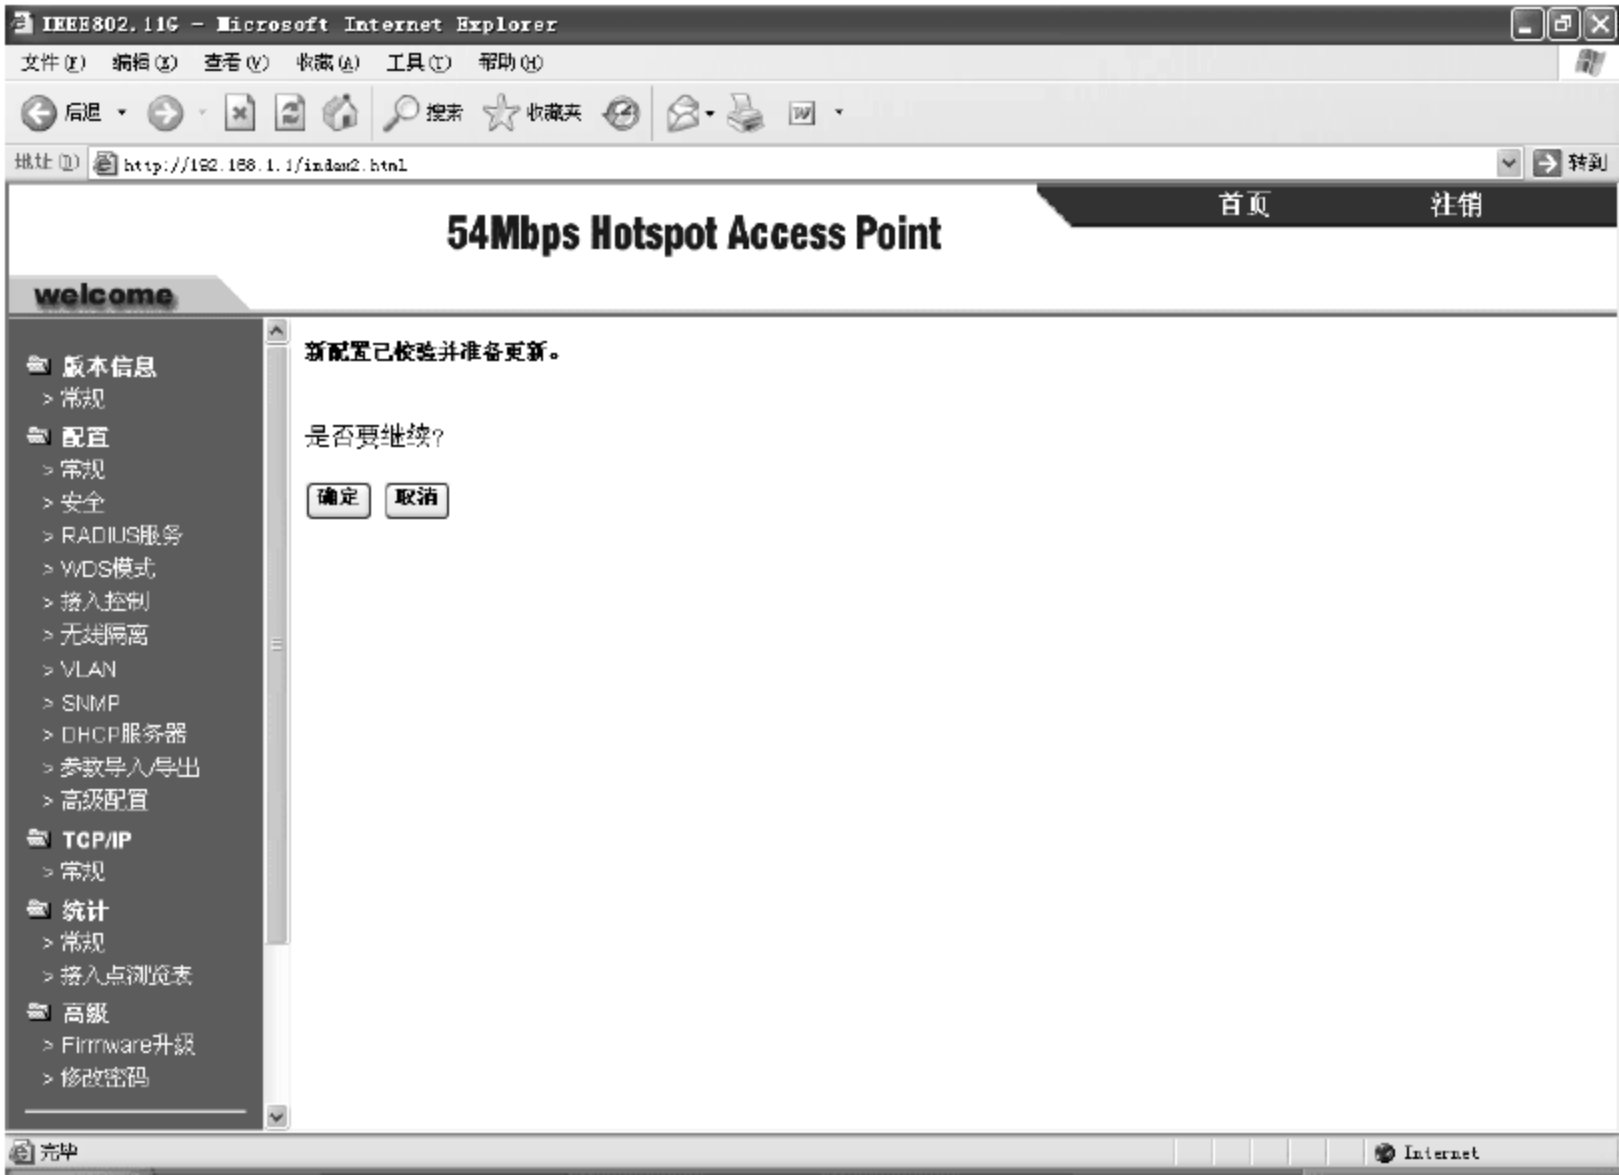 IEEE802.11G - Microsoft Internet Explorer
文件(F) 编辑(E) 查看(V) 收藏(A) 工具(T) 帮助(H)
后退 搜索 收藏夹
地址(D) http://192.168.1.1/index2.html 转到
首页 注销
54Mbps Hotspot Access Point
welcome
版本信息
> 常规
配置
> 常规
> 安全
> RADIUS服务
> WDS模式
> 接入控制
> 无线隔离
> VLAN
> SNMP
> DHCP服务器
> 参数导入/导出
> 高级配置
TCP/IP
> 常规
统计
> 常规
> 接入点浏览表
高级
> Firmware升级
> 修改密码
新配置已校验并准备更新。
是否要继续?
确定 取消
完毕 Internet